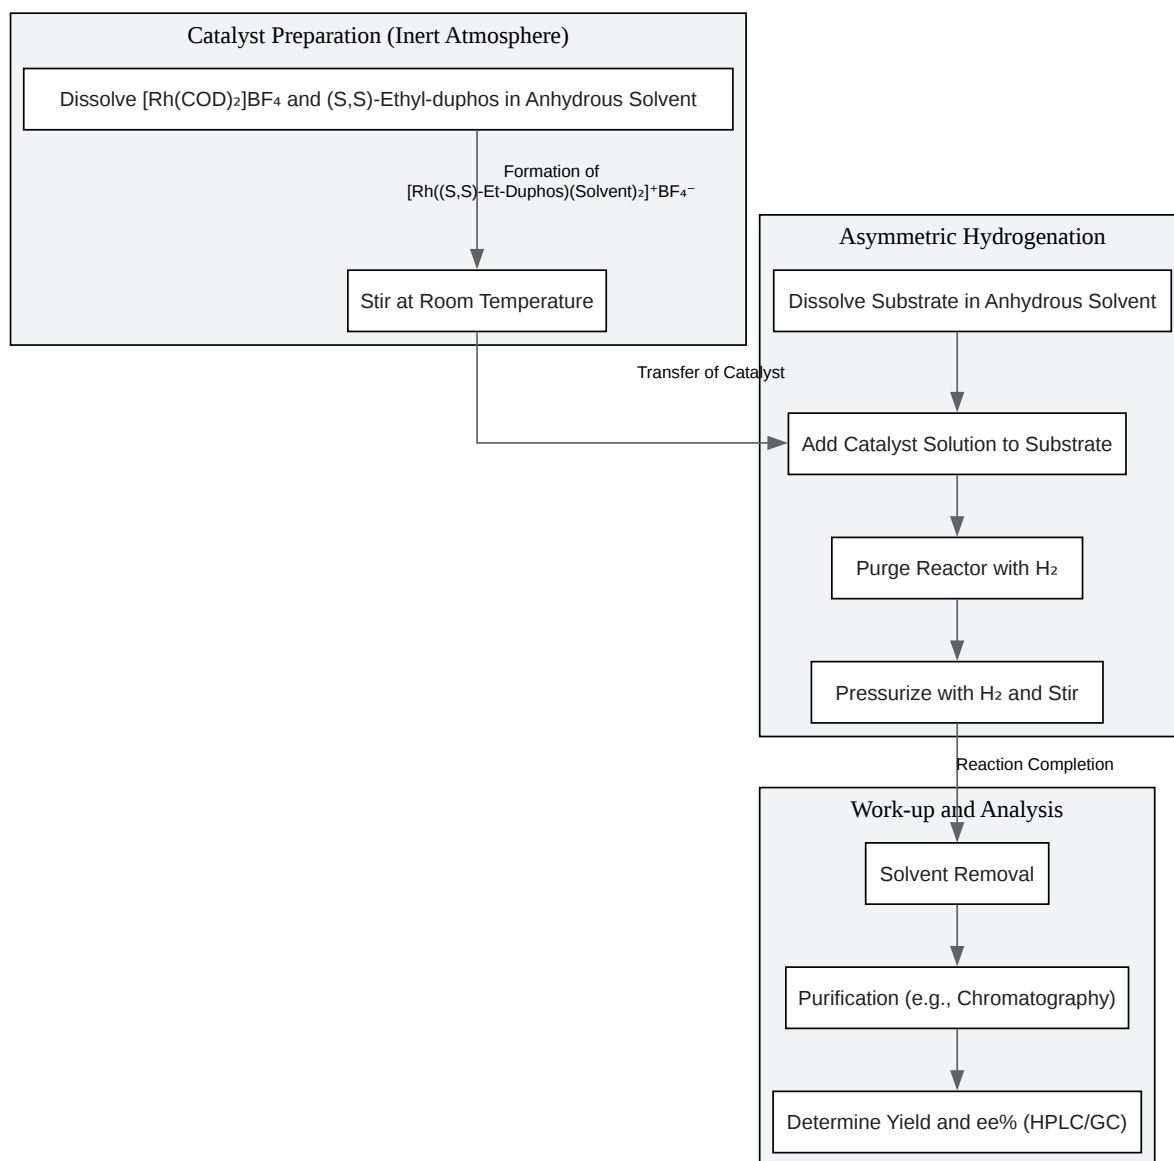 Catalyst Preparation (Inert Atmosphere)
Dissolve [Rh(COD)₂]BF₄ and (S,S)-Ethyl-duphos in Anhydrous Solvent
Formation of
[Rh((S,S)-Et-Duphos)(Solvent)₂]⁺BF₄⁻
Stir at Room Temperature
Transfer of Catalyst
Asymmetric Hydrogenation
Dissolve Substrate in Anhydrous Solvent
Add Catalyst Solution to Substrate
Purge Reactor with H₂
Pressurize with H₂ and Stir
Reaction Completion
Work-up and Analysis
Solvent Removal
Purification (e.g., Chromatography)
Determine Yield and ee% (HPLC/GC)